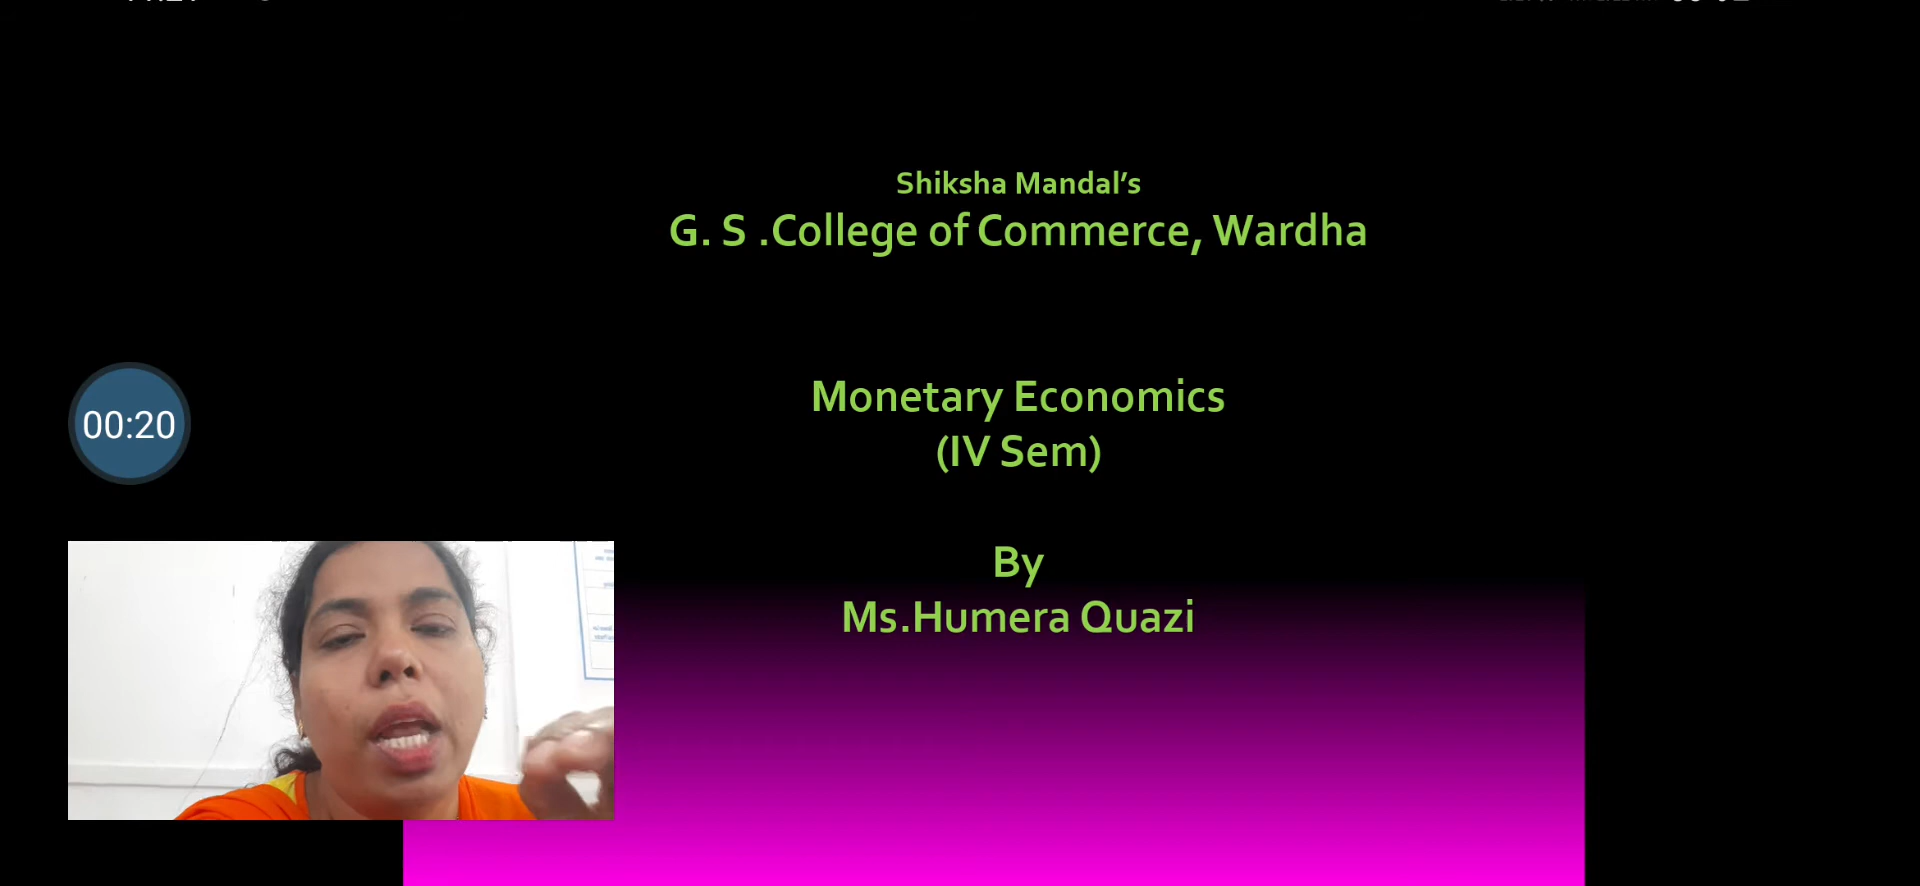 Shiksha Mandal’s
G. S .College of Commerce, Wardha
Monetary Economics
(IV Sem)
00:20
By
Ms.Humera Quazi